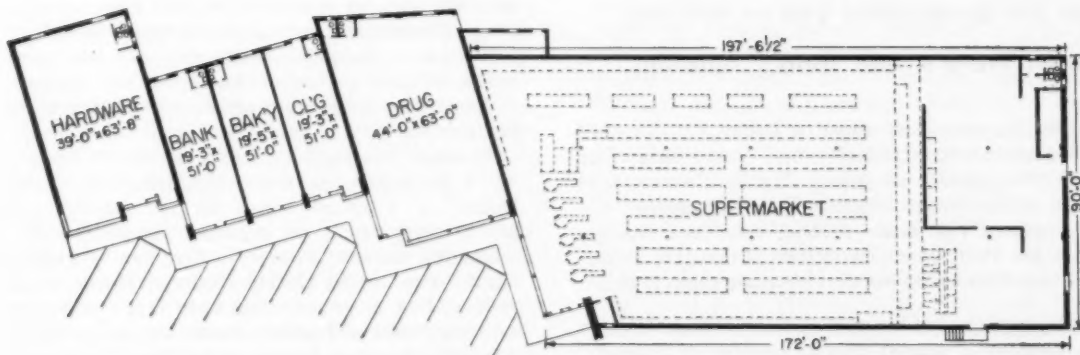 HARDWARE
39'-0"x63'-8"
BANK
19'-3"x
51'-0"
BAK'Y
19'-5"x
51'-0"
CL'G
19'-3"x
51'-0"
DRUG
44'-0"x63'-0"
197'-6½"
SUPERMARKET
90'-0"
172'-0"